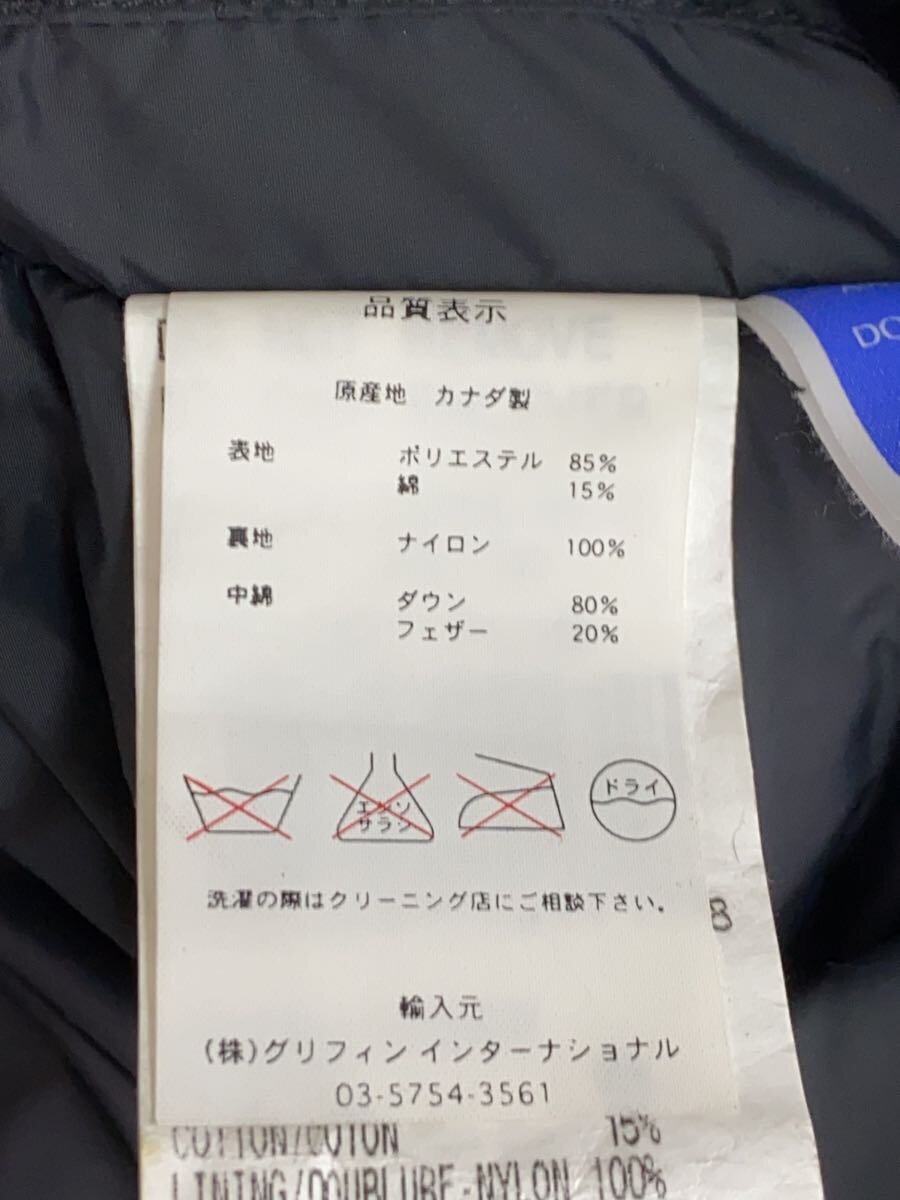 品質表示
原産地 カナダ製
表地 ポリエステル 85%
綿 15%
裏地 ナイロン 100%
中綿 ダウン 80%
フェザー 20%
エンソ
サラシ
ドライ
洗濯の際はクリーニング店にご相談下さい。
8
輸入元
(株)グリフィン インターナショナル
03-5754-3561
COTTON/COTON 15%
LINING/DOUBLURE-NYLON 100%
DO